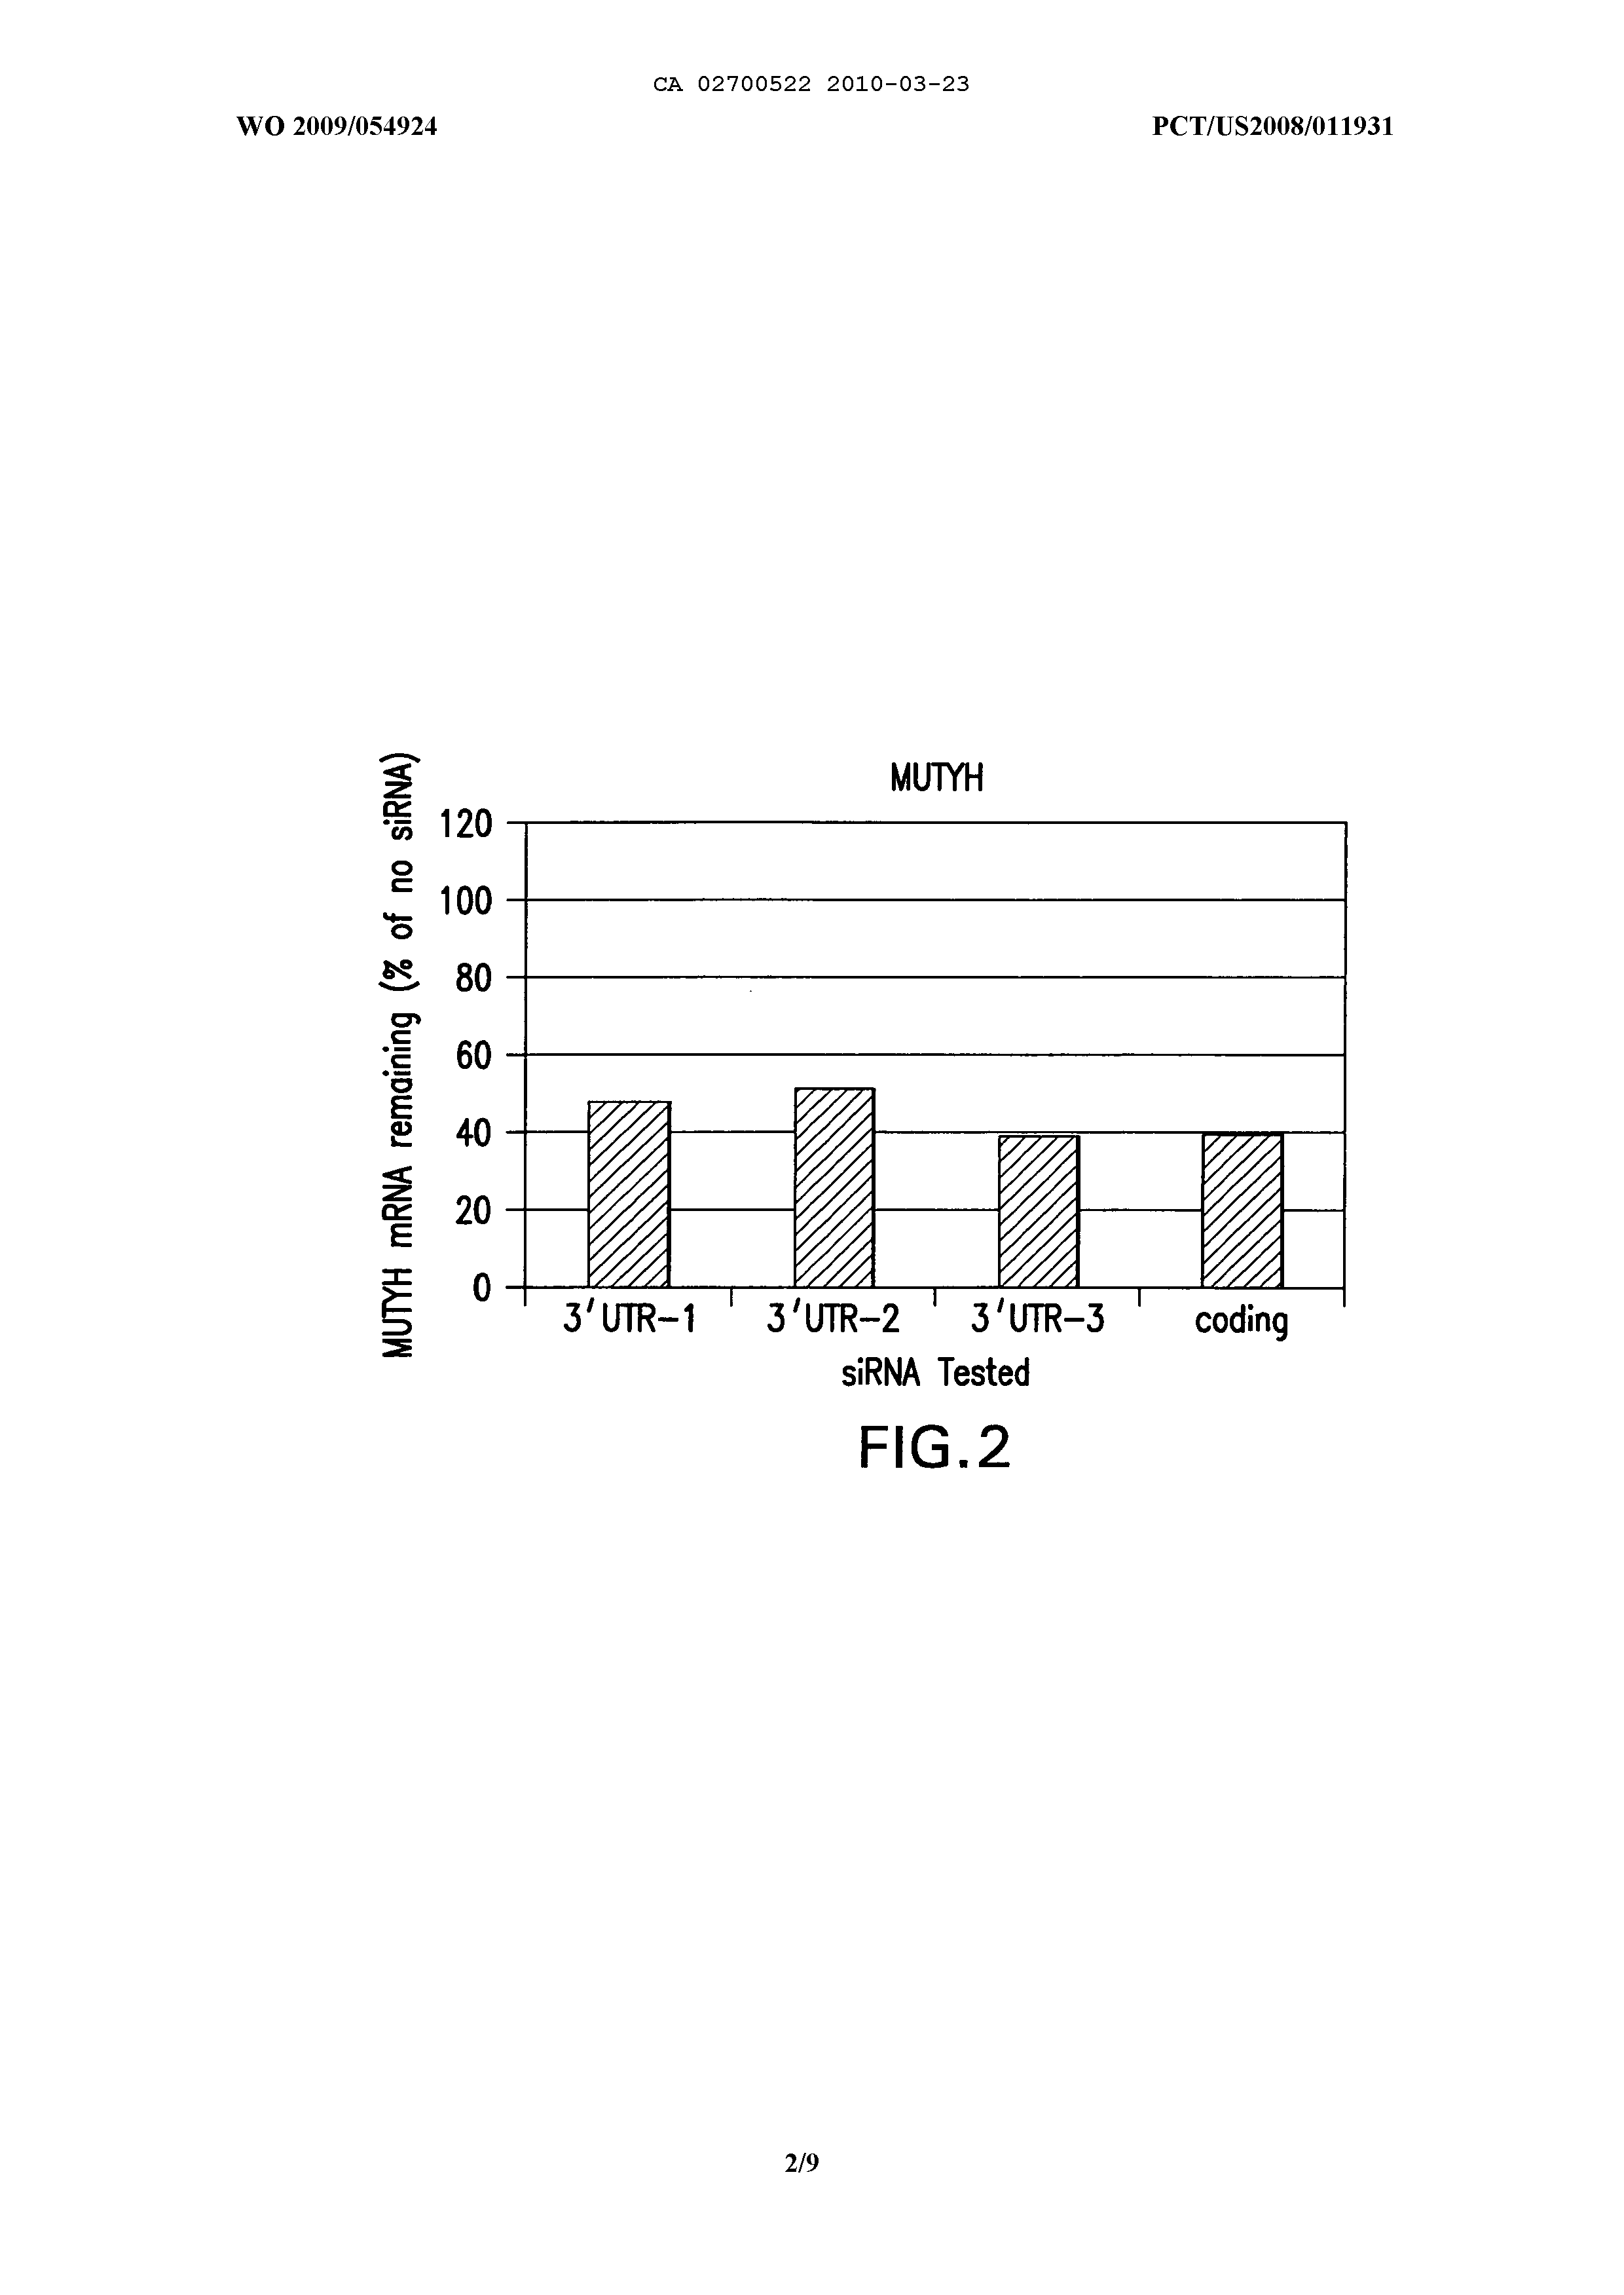 CA 02700522 2010-03-23
WO 2009/054924
PCT/US2008/011931
MUTYH
MUTYH mRNA remaining (% of no siRNA)
120
100
80
60
40
20
0
3'UTR-1 3'UTR-2 3'UTR-3 coding
siRNA Tested
FIG.2
2/9